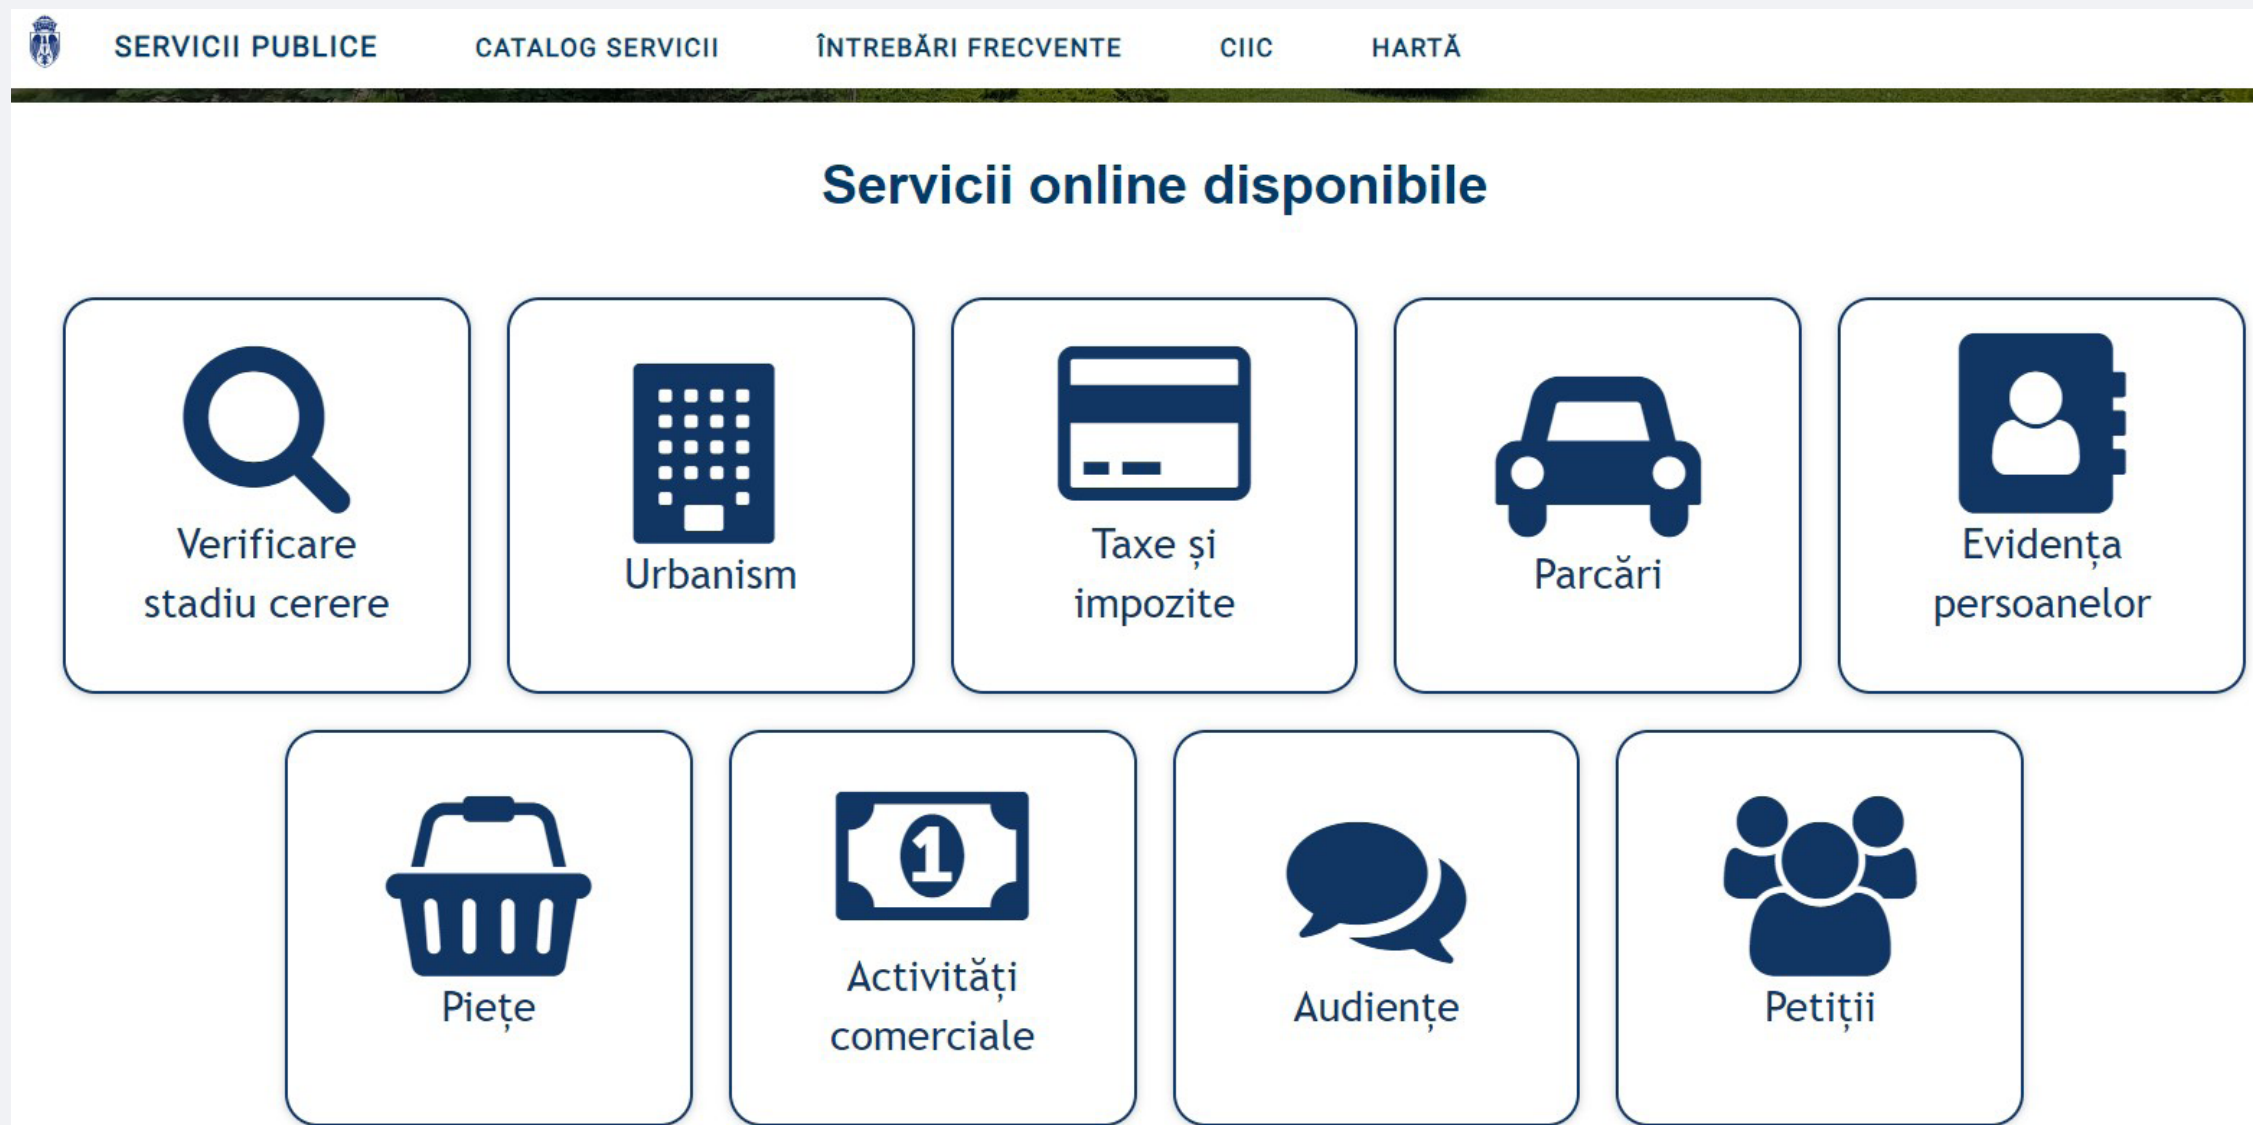 SERVICII PUBLICE
CATALOG SERVICII
ÎNTREBĂRI FRECVENTE
CIIC
HARTĂ
Servicii online disponibile
Verificare
stadiu cerere
Urbanism
Taxe și
impozite
Parcări
Evidența
persoanelor
Piețe
1
Activități
comerciale
Audiențe
Petiții